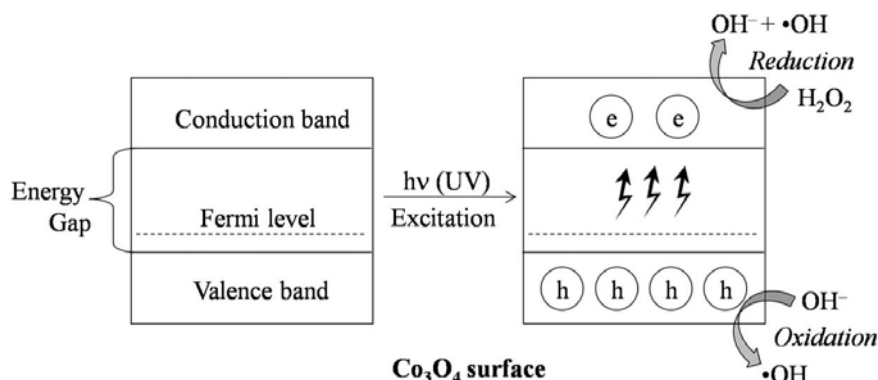 OH⁻ + •OH
Reduction
H₂O₂
Conduction band
e e
Energy
Gap
hν (UV)
Excitation
Fermi level
Valence band
h h h h
OH⁻
Oxidation
•OH
Co₃O₄ surface